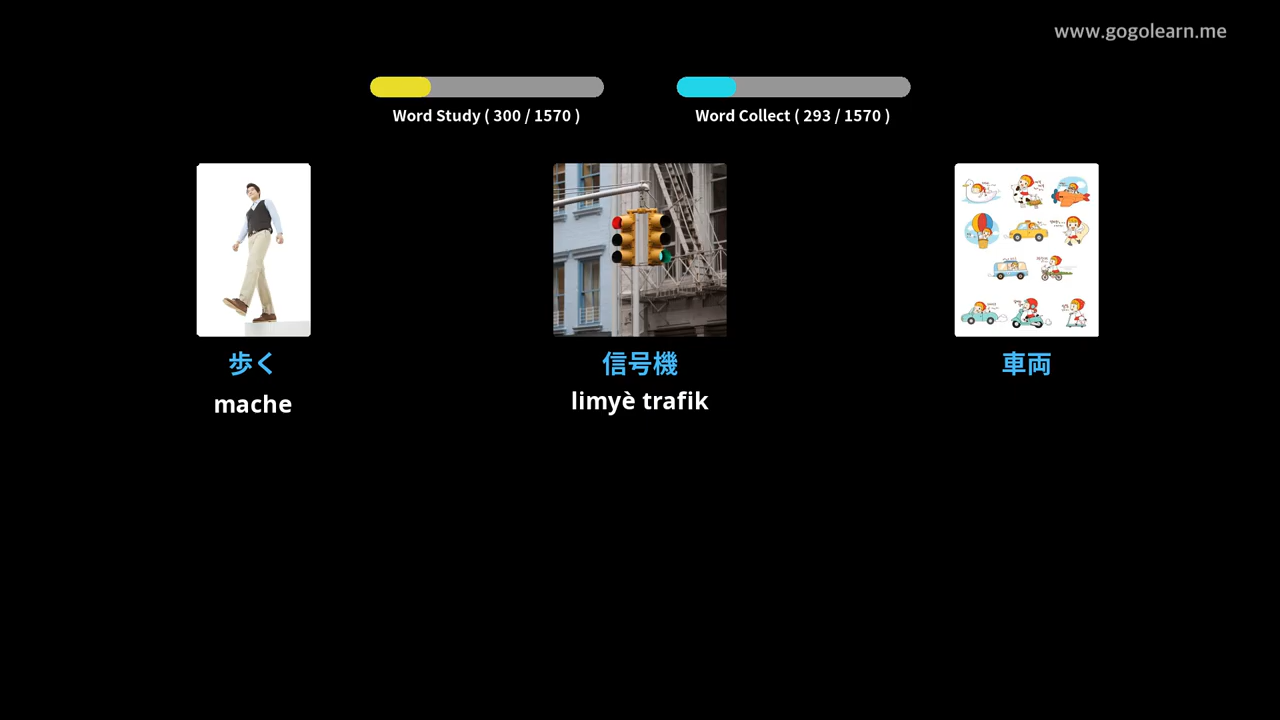 www.gogolearn.me
Word Study ( 300 / 1570 )
Word Collect ( 293 / 1570 )
歩く
信号機
車両
mache
limyè trafik